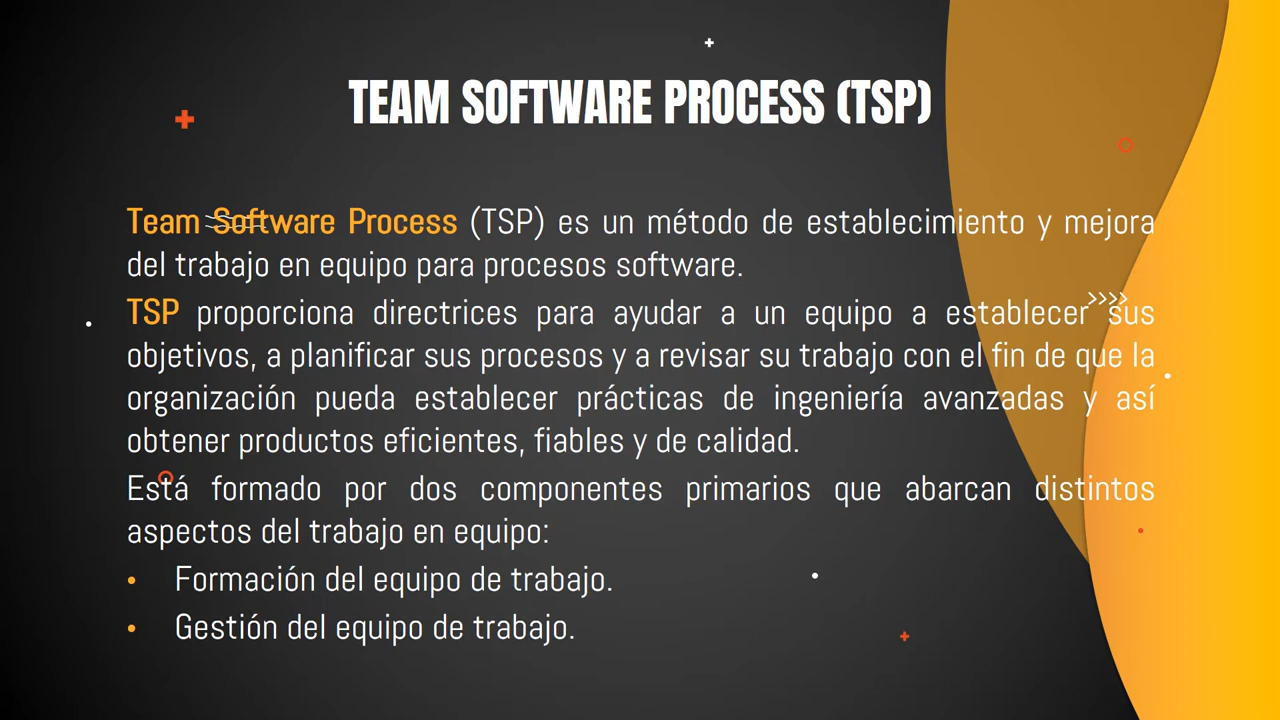 TEAM SOFTWARE PROCESS (TSP)
Team Software Process (TSP) es un método de establecimiento y mejora
del trabajo en equipo para procesos software.
TSP proporciona directrices para ayudar a un equipo a establecer sus
objetivos, a planificar sus procesos y a revisar su trabajo con el fin de que la
organización pueda establecer prácticas de ingeniería avanzadas y así
obtener productos eficientes, fiables y de calidad.
Está formado por dos componentes primarios que abarcan distintos
aspectos del trabajo en equipo:
• Formación del equipo de trabajo.
• Gestión del equipo de trabajo.